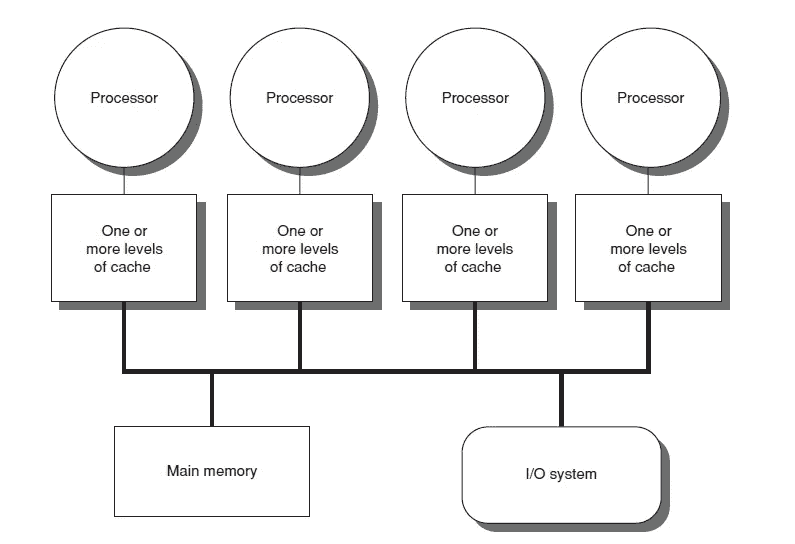 Processor
Processor
Processor
Processor
One or
more levels
of cache
One or
more levels
of cache
One or
more levels
of cache
One or
more levels
of cache
Main memory
I/O system